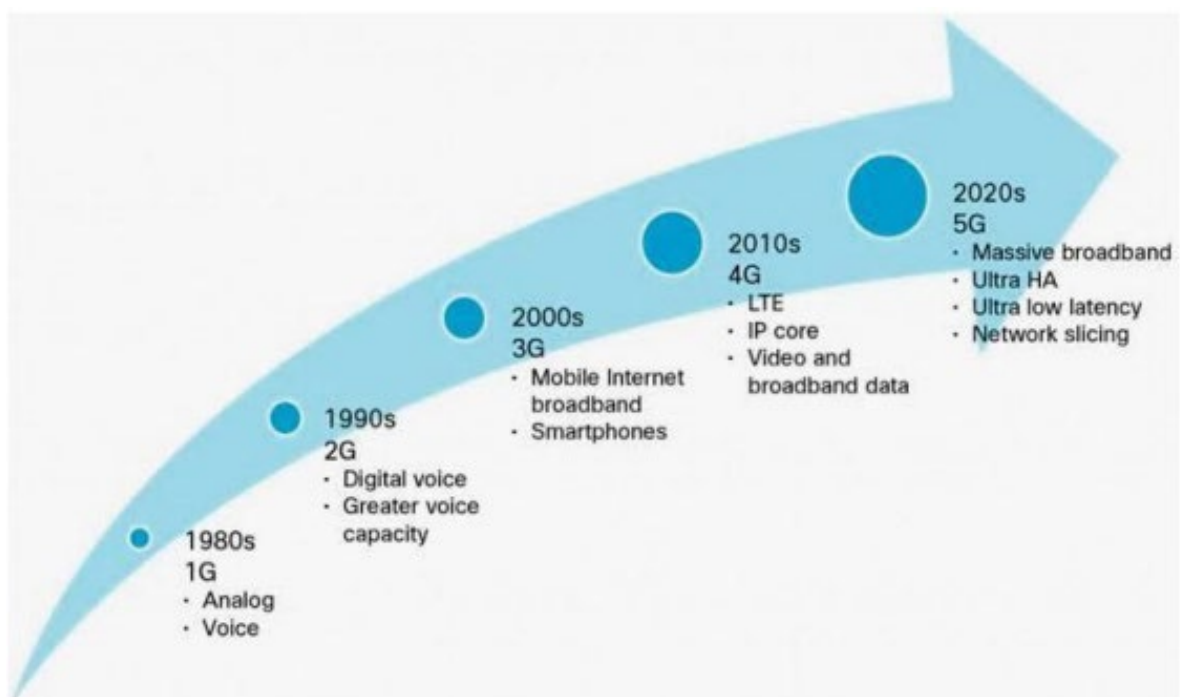 1980s
1G
· Analog
· Voice
1990s
2G
· Digital voice
· Greater voice
capacity
2000s
3G
· Mobile Internet
broadband
· Smartphones
2010s
4G
· LTE
· IP core
· Video and
broadband data
2020s
5G
· Massive broadband
· Ultra HA
· Ultra low latency
· Network slicing